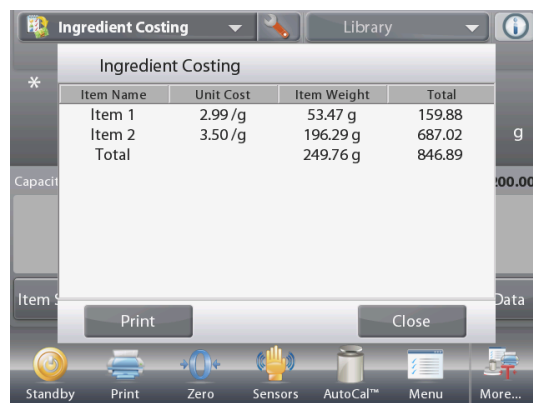 Ingredient Costing Library
Ingredient Costing
*
Item Name Unit Cost Item Weight Total
Item 1 2.99 /g 53.47 g 159.88
Item 2 3.50 /g 196.29 g 687.02
Total 249.76 g 846.89
g
Capacit 200.00
Item S Data
Print Close
Standby Print Zero Sensors AutoCal™ Menu More...